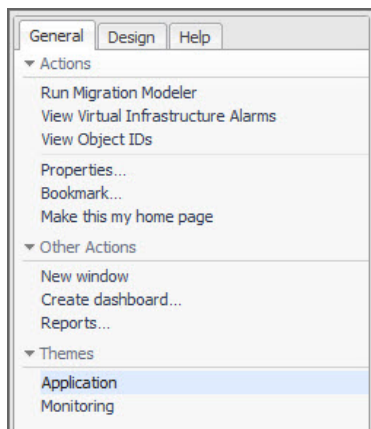 General Design Help
Actions
Run Migration Modeler
View Virtual Infrastructure Alarms
View Object IDs
Properties...
Bookmark...
Make this my home page
Other Actions
New window
Create dashboard...
Reports...
Themes
Application
Monitoring